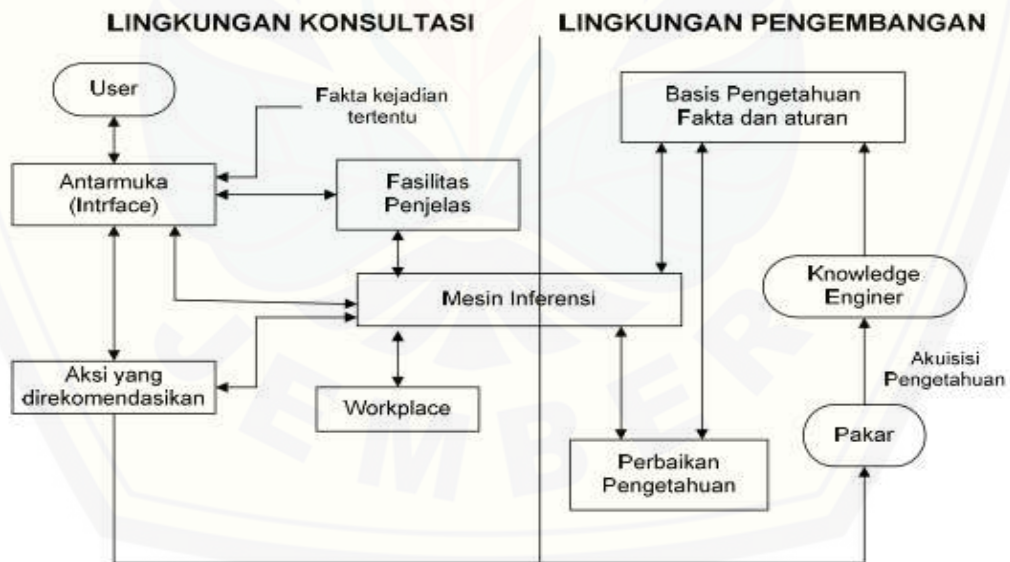 LINGKUNGAN KONSULTASI
LINGKUNGAN PENGEMBANGAN
User
Fakta kejadian
tertentu
Antarmuka
(Intrface)
Fasilitas
Penjelas
Mesin Inferensi
Aksi yang
direkomendasikan
Workplace
Basis Pengetahuan
Fakta dan aturan
Knowledge
Enginer
Akuisisi
Pengetahuan
Pakar
Perbaikan
Pengetahuan
JEMBER